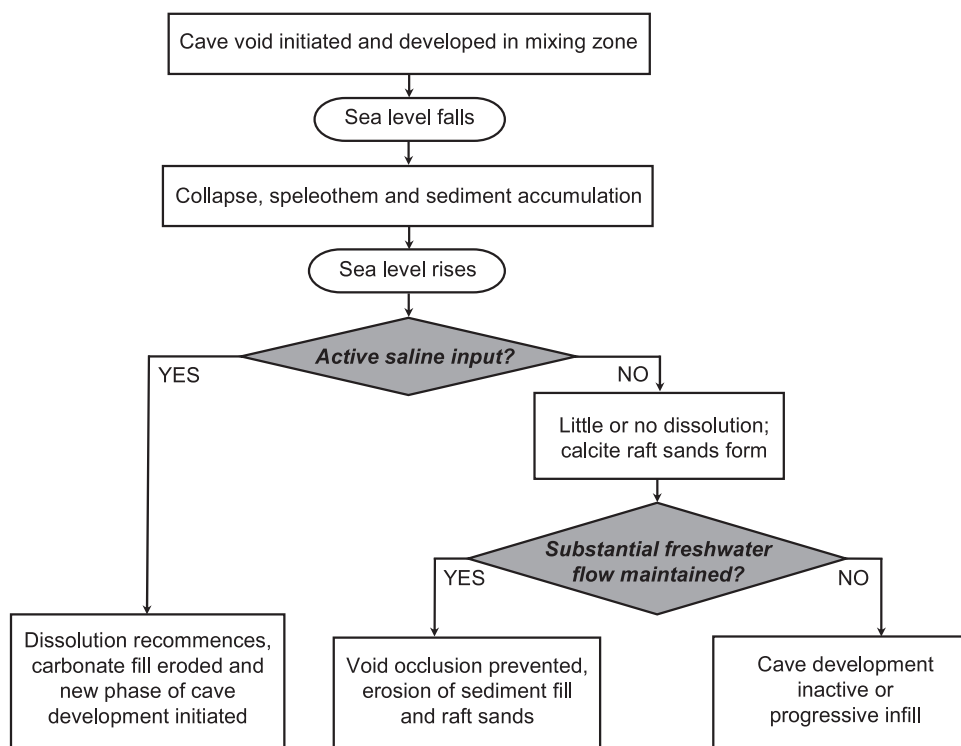 Cave void initiated and developed in mixing zone
Sea level falls
Collapse, speleothem and sediment accumulation
Sea level rises
Active saline input?
YES
NO
Little or no dissolution;
calcite raft sands form
Substantial freshwater
flow maintained?
YES
NO
Dissolution recommences,
carbonate fill eroded and
new phase of cave
development initiated
Void occlusion prevented,
erosion of sediment fill
and raft sands
Cave development
inactive or
progressive infill